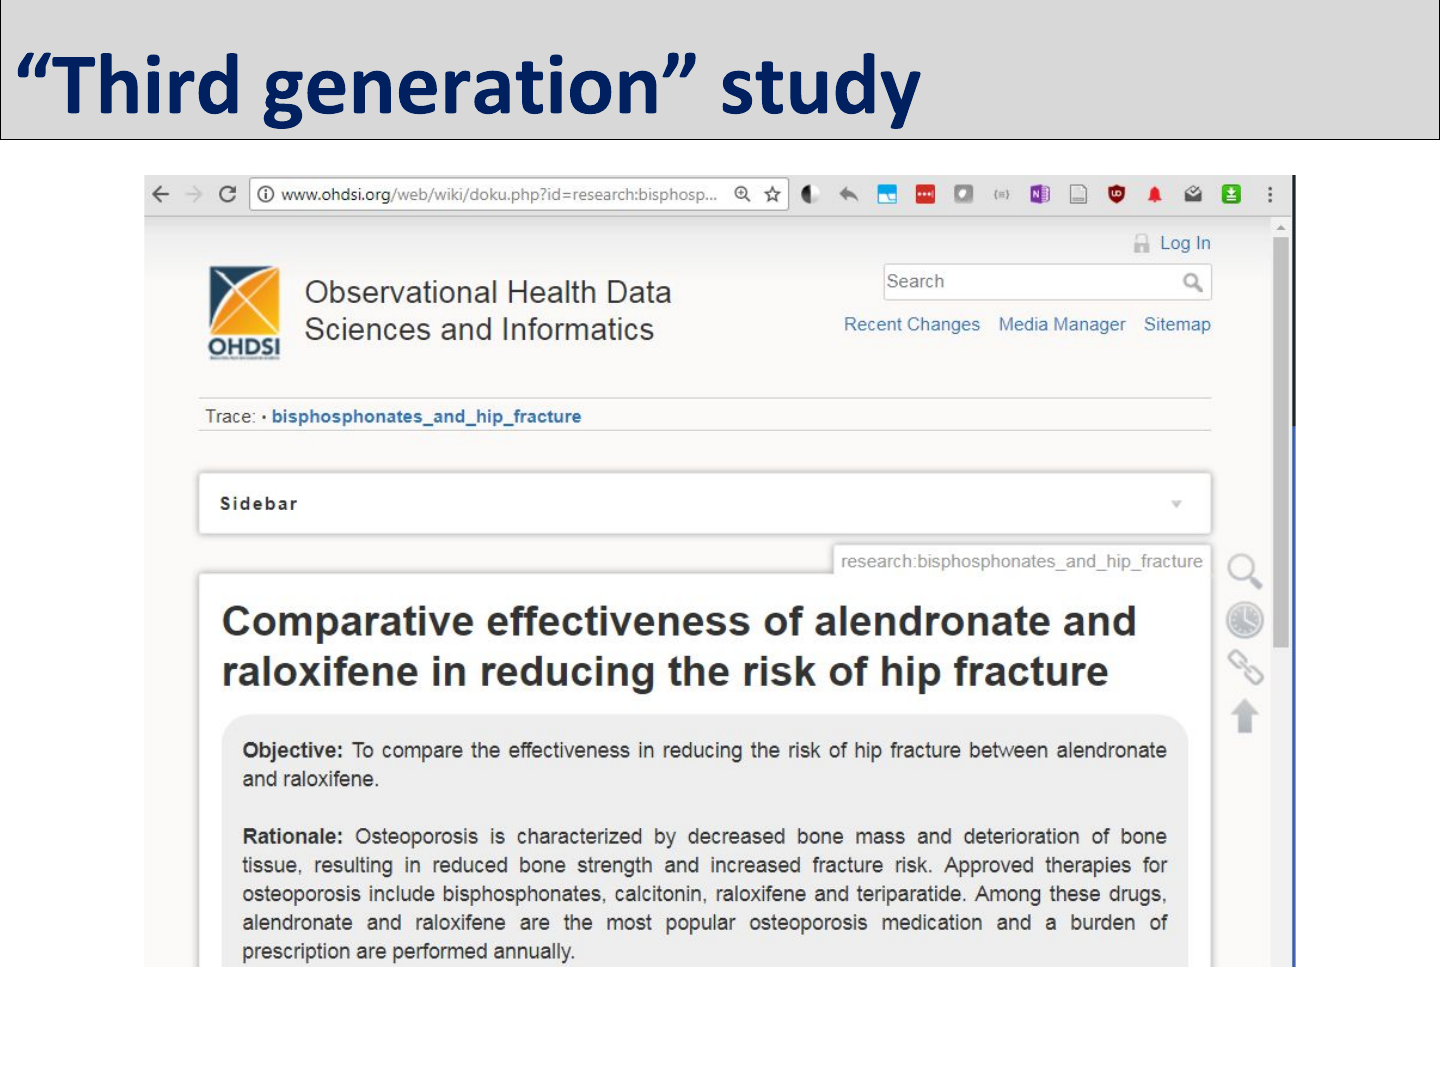 “Third generation” study
www.ohdsi.org/web/wiki/doku.php?id=research:bisphosp...
Log In
Search
OHDSI
Observational Health Data
Sciences and Informatics
Recent Changes Media Manager Sitemap
Trace: • bisphosphonates_and_hip_fracture
Sidebar
research:bisphosphonates_and_hip_fracture
Comparative effectiveness of alendronate and
raloxifene in reducing the risk of hip fracture
Objective: To compare the effectiveness in reducing the risk of hip fracture between alendronate
and raloxifene.
Rationale: Osteoporosis is characterized by decreased bone mass and deterioration of bone
tissue, resulting in reduced bone strength and increased fracture risk. Approved therapies for
osteoporosis include bisphosphonates, calcitonin, raloxifene and teriparatide. Among these drugs,
alendronate and raloxifene are the most popular osteoporosis medication and a burden of
prescription are performed annually.